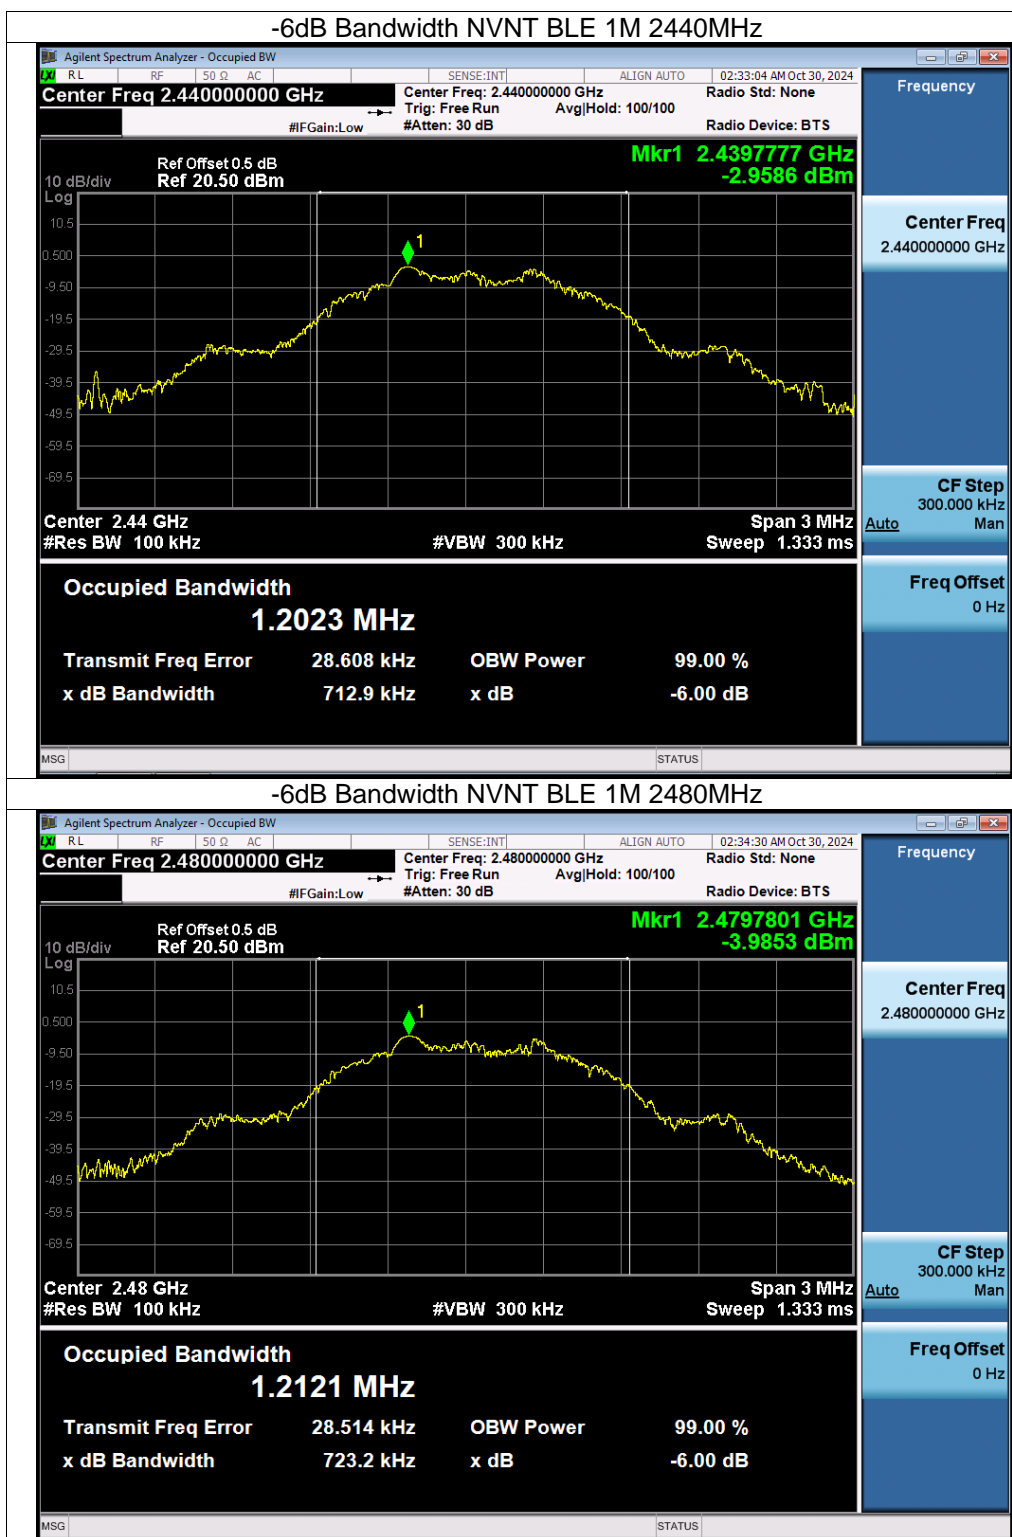 -6dB Bandwidth NVNT BLE 1M 2440MHz
Agilent Spectrum Analyzer - Occupied BW
LXI RL RF 50 Ω AC SENSE:INT ALIGN AUTO 02:33:04 AM Oct 30, 2024
Center Freq 2.440000000 GHz
Center Freq: 2.440000000 GHz Radio Std: None
Trig: Free Run Avg|Hold: 100/100
#IFGain:Low #Atten: 30 dB Radio Device: BTS
Frequency
Mkr1 2.4397777 GHz
-2.9586 dBm
Ref Offset 0.5 dB
10 dB/div Ref 20.50 dBm
Log
10.5
0.500
-9.50
-19.5
-29.5
-39.5
-49.5
-59.5
-69.5
1
Center Freq
2.440000000 GHz
Center 2.44 GHz Span 3 MHz
#Res BW 100 kHz #VBW 300 kHz Sweep 1.333 ms
CF Step
300.000 kHz
Auto Man
Occupied Bandwidth
1.2023 MHz
Freq Offset
0 Hz
Transmit Freq Error 28.608 kHz OBW Power 99.00 %
x dB Bandwidth 712.9 kHz x dB -6.00 dB
MSG STATUS
-6dB Bandwidth NVNT BLE 1M 2480MHz
Agilent Spectrum Analyzer - Occupied BW
LXI RL RF 50 Ω AC SENSE:INT ALIGN AUTO 02:34:30 AM Oct 30, 2024
Center Freq 2.480000000 GHz
Center Freq: 2.480000000 GHz Radio Std: None
Trig: Free Run Avg|Hold: 100/100
#IFGain:Low #Atten: 30 dB Radio Device: BTS
Frequency
Mkr1 2.4797801 GHz
-3.9853 dBm
Ref Offset 0.5 dB
10 dB/div Ref 20.50 dBm
Log
10.5
0.500
-9.50
-19.5
-29.5
-39.5
-49.5
-59.5
-69.5
1
Center Freq
2.480000000 GHz
Center 2.48 GHz Span 3 MHz
#Res BW 100 kHz #VBW 300 kHz Sweep 1.333 ms
CF Step
300.000 kHz
Auto Man
Occupied Bandwidth
1.2121 MHz
Freq Offset
0 Hz
Transmit Freq Error 28.514 kHz OBW Power 99.00 %
x dB Bandwidth 723.2 kHz x dB -6.00 dB
MSG STATUS